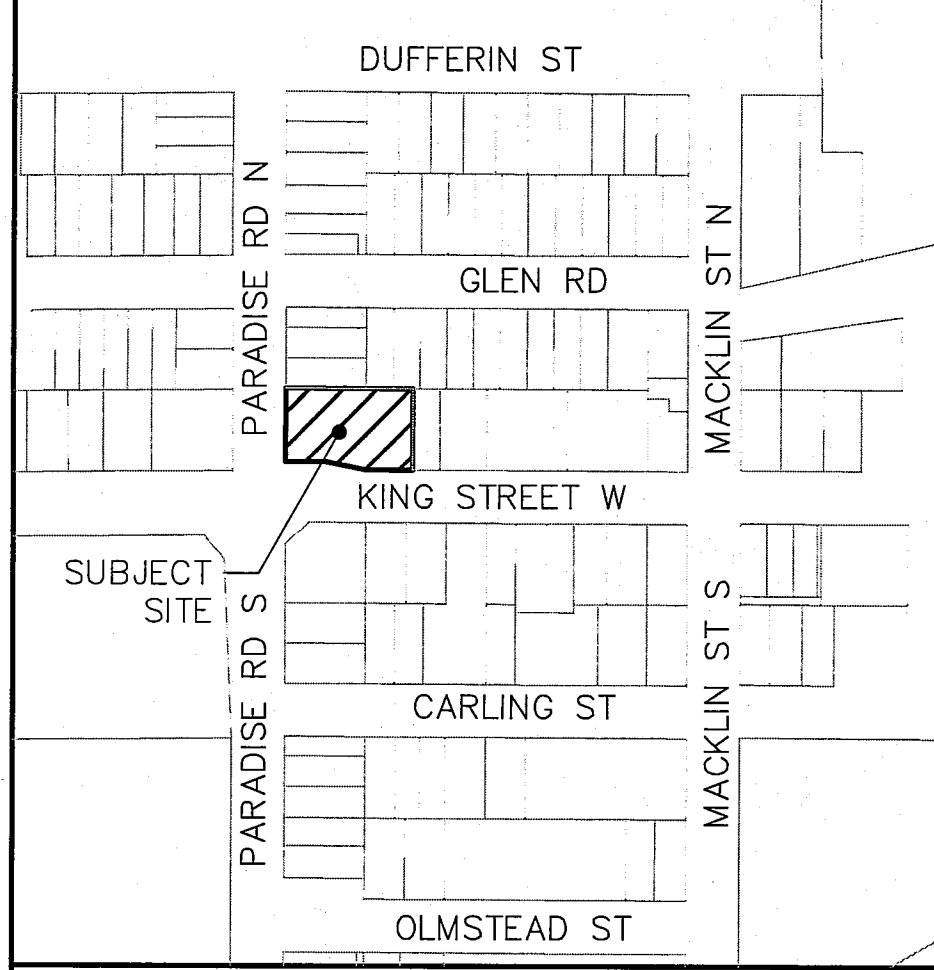 DUFFERIN ST
PARADISE RD N
GLEN RD
MACKLIN ST N
KING STREET W
SUBJECT
SITE
PARADISE RD S
MACKLIN ST S
CARLING ST
OLMSTEAD ST